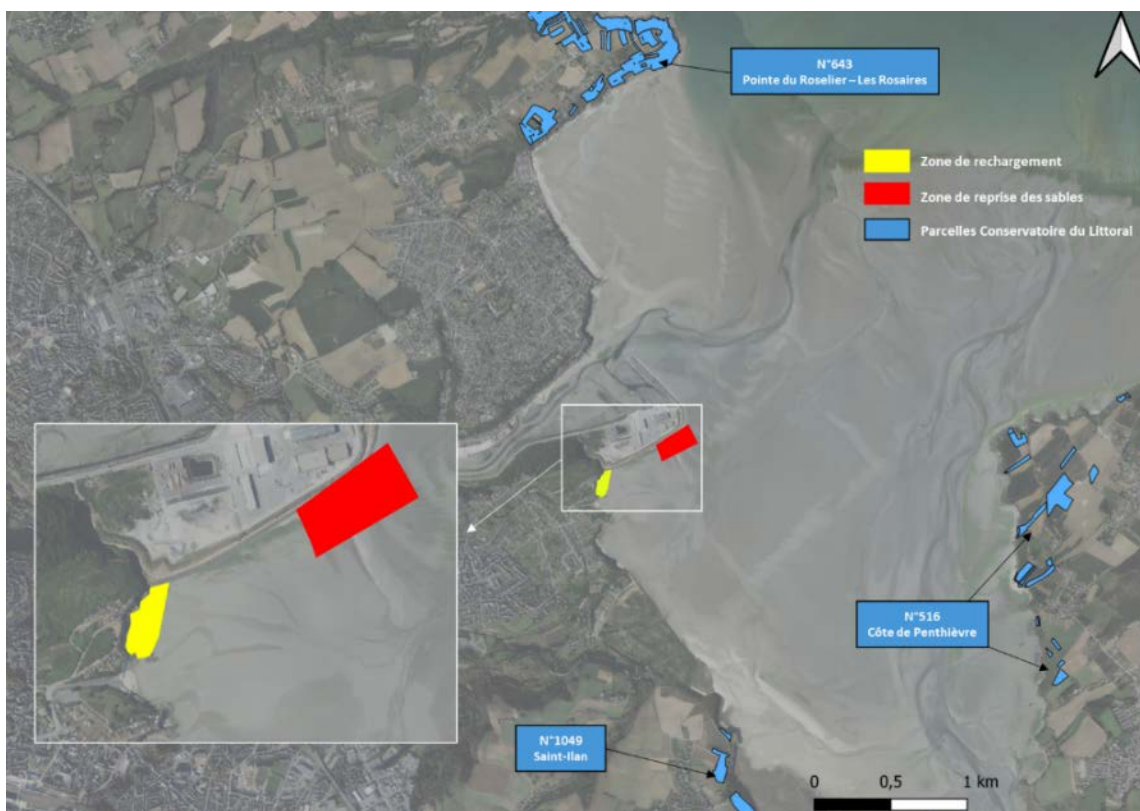 N°643
Pointe du Roselier – Les Rosaires
Zone de rechargement
Zone de reprise des sables
Parcelles Conservatoire du Littoral
N°516
Côte de Penthièvre
N°1049
Saint-Ilan
0 0,5 1 km